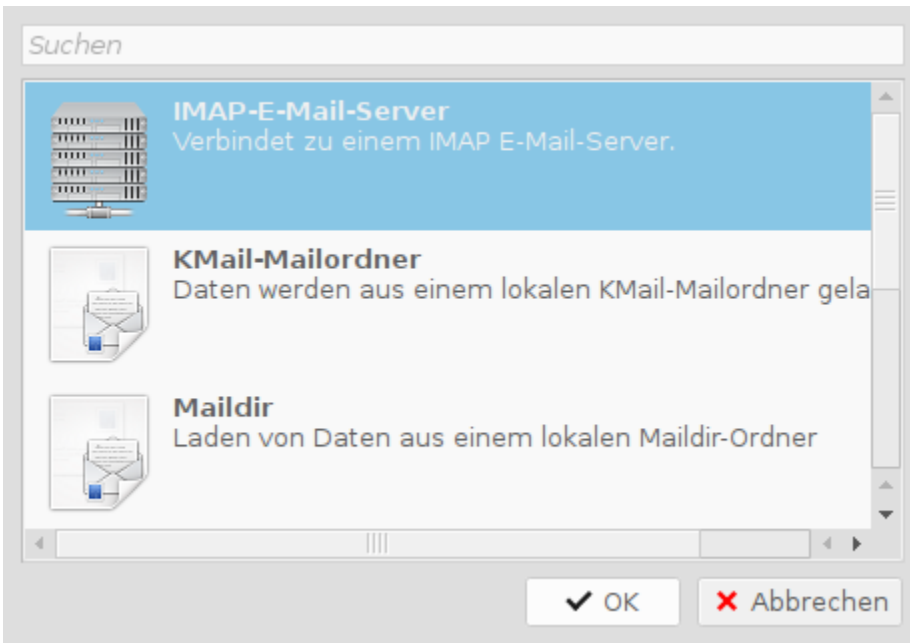 Suchen
IMAP-E-Mail-Server
Verbindet zu einem IMAP E-Mail-Server.
KMail-Mailordner
Daten werden aus einem lokalen KMail-Mailordner gela
Maildir
Laden von Daten aus einem lokalen Maildir-Ordner
OK
Abbrechen